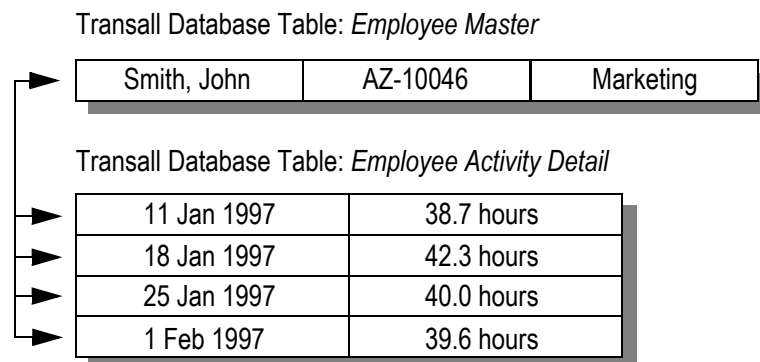 Transall Database Table: Employee Master
Smith, John AZ-10046 Marketing
Transall Database Table: Employee Activity Detail
11 Jan 1997 38.7 hours
18 Jan 1997 42.3 hours
25 Jan 1997 40.0 hours
1 Feb 1997 39.6 hours